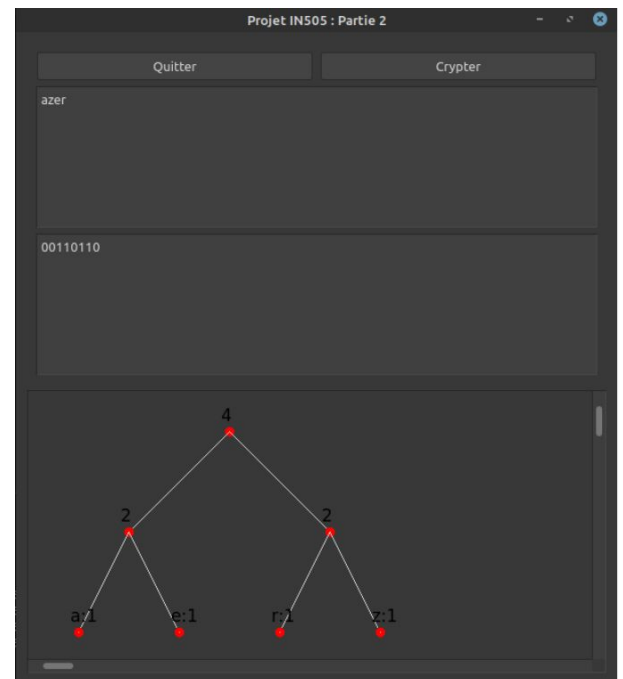 Projet IN505 : Partie 2
Quitter Crypter
azer
00110110
4
2 2
a:1 e:1 r:1 z:1